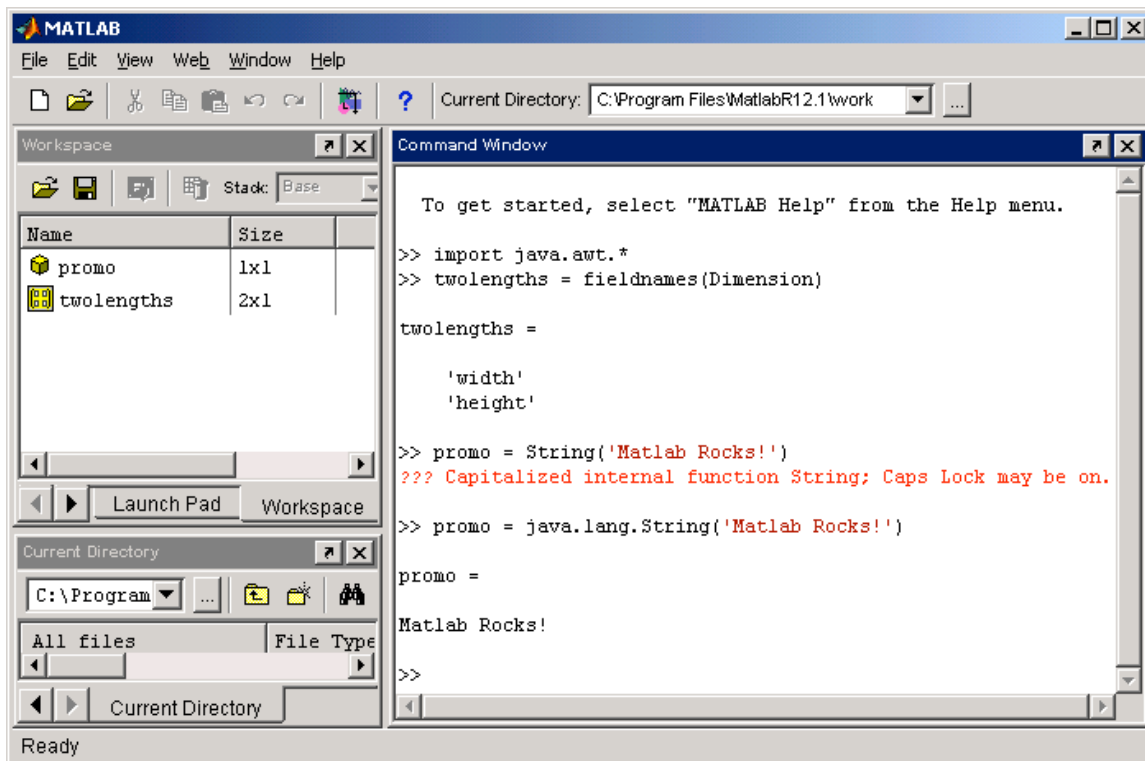 MATLAB
File Edit View Web Window Help
? Current Directory: C:\Program Files\MatlabR12.1\work ...
Workspace
Stack: Base
Name Size
promo 1x1
twolengths 2x1
Launch Pad Workspace
Current Directory
C:\Program ...
All files File Type
Current Directory
Command Window
To get started, select "MATLAB Help" from the Help menu.
>> import java.awt.*
>> twolengths = fieldnames(Dimension)
twolengths =
'width'
'height'
>> promo = String('Matlab Rocks!')
??? Capitalized internal function String; Caps Lock may be on.
>> promo = java.lang.String('Matlab Rocks!')
promo =
Matlab Rocks!
>>
Ready